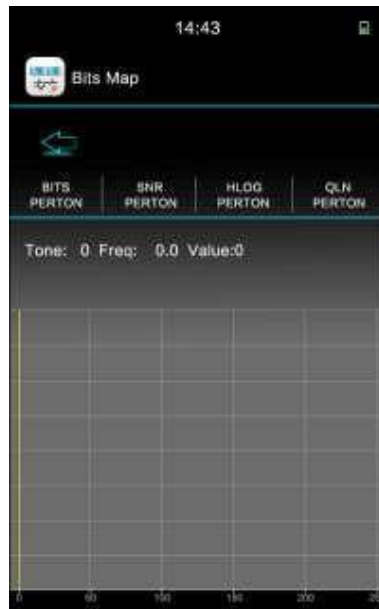 14:43
Bits Map
BITS PERTON
SNR PERTON
HLOG PERTON
QLN PERTON
Tone: 0 Freq: 0.0 Value:0
0 50 100 150 200